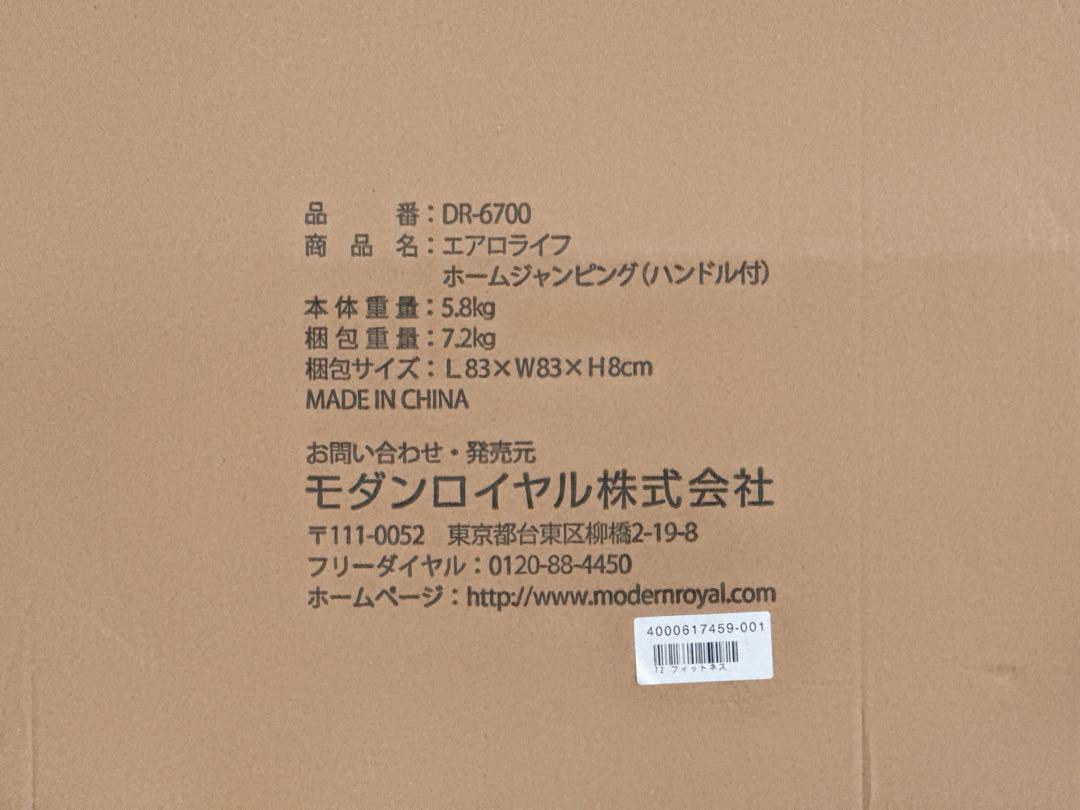 品番：DR-6700
商品名：エアロライフ
ホームジャンピング（ハンドル付）
本体重量：5.8kg
梱包重量：7.2kg
梱包サイズ：L83×W83×H8cm
MADE IN CHINA
お問い合わせ・発売元
モダンロイヤル株式会社
〒111-0052　東京都台東区柳橋2-19-8
フリーダイヤル：0120-88-4450
ホームページ：http://www.modernroyal.com
4000617459-001
72 フィットネス